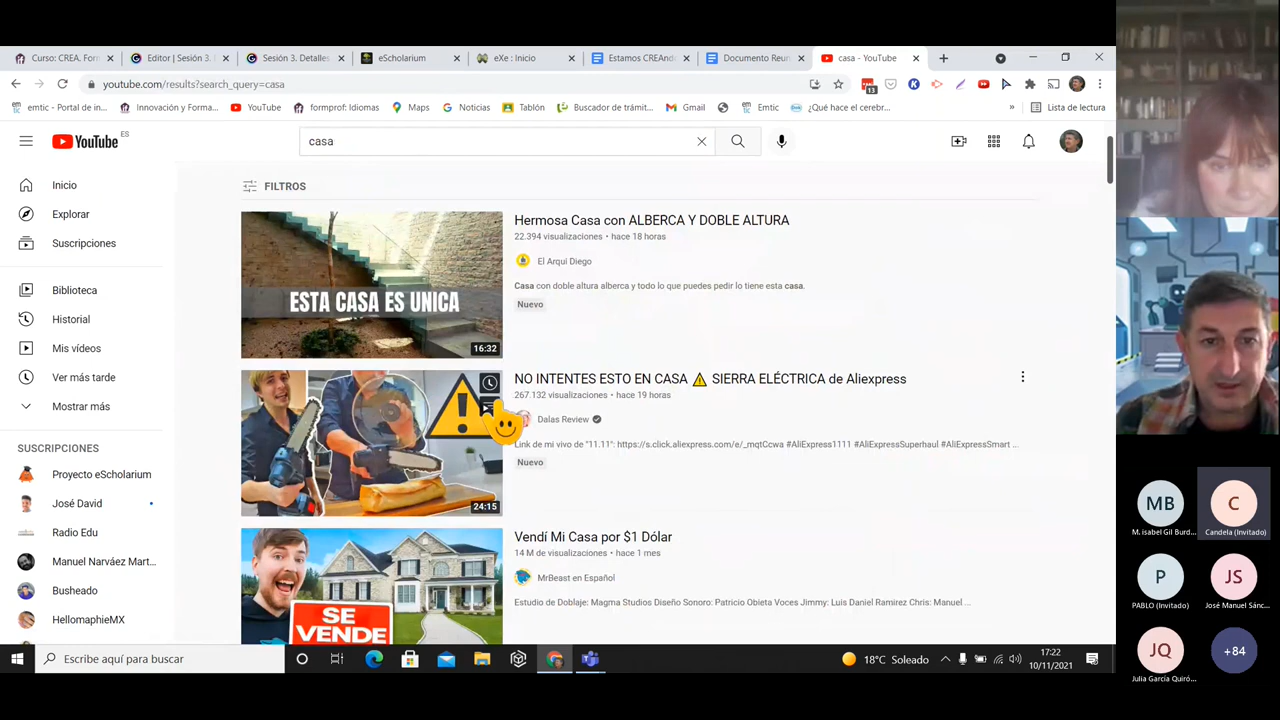 Curso: CREA. Form
Editor | Sesión 3. D
Sesión 3. Detalles
eScholarium
eXe : Inicio
Estamos CREAnd
Documento Reun
casa - YouTube
youtube.com/results?search_query=casa
13
emtic - Portal de in...
Innovación y Forma...
YouTube
formprof: Idiomas
Maps
Noticias
Tablón
Buscador de trámit...
Gmail
Emtic
¿Qué hace el cerebr...
»
Lista de lectura
YouTube ES
casa
Inicio
Explorar
Suscripciones
Biblioteca
Historial
Mis vídeos
Ver más tarde
Mostrar más
SUSCRIPCIONES
Proyecto eScholarium
José David
Radio Edu
Manuel Narváez Mart...
Busheado
HellomaphieMX
FILTROS
ESTA CASA ES UNICA
16:32
Hermosa Casa con ALBERCA Y DOBLE ALTURA
22.394 visualizaciones • hace 18 horas
El Arqui Diego
Casa con doble altura alberca y todo lo que puedes pedir lo tiene esta casa.
Nuevo
24:15
NO INTENTES ESTO EN CASA ⚠ SIERRA ELÉCTRICA de Aliexpress
267.132 visualizaciones • hace 19 horas
Dalas Review
Link de mi vivo de "11.11": https://s.click.aliexpress.com/e/_mqtCcwa #AliExpress1111 #AliExpressSuperhaul #AliExpressSmart ...
Nuevo
SE
VENDE
Vendí Mi Casa por $1 Dólar
14 M de visualizaciones • hace 1 mes
MrBeast en Español
Estudio de Doblaje: Magma Studios Diseño Sonoro: Patricio Obieta Voces Jimmy: Luis Daniel Ramirez Chris: Manuel ...
Escribe aquí para buscar
18°C Soleado
17:22
10/11/2021
MB
M. isabel Gil Burd...
C
Candela (Invitado)
P
PABLO (Invitado)
JS
José Manuel Sánc...
JQ
Julia García Quiró...
+84